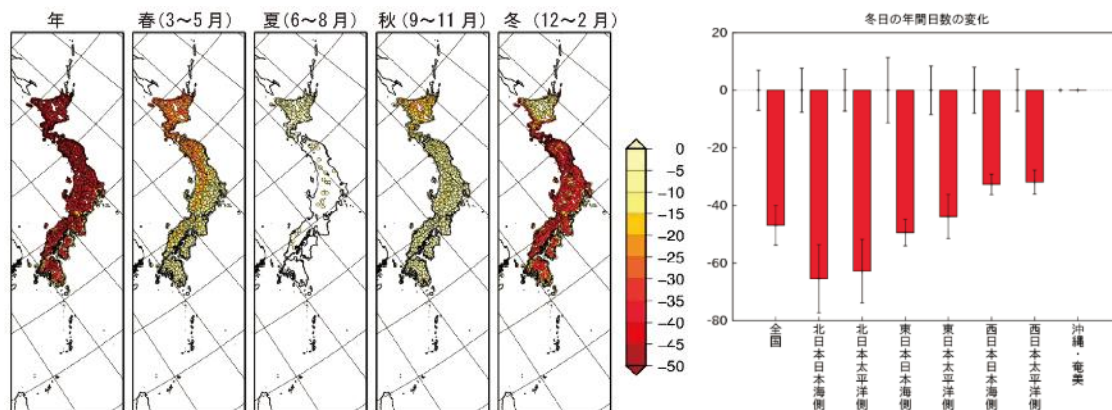 年
春(3～5月)
夏(6～8月)
秋(9～11月)
冬(12～2月)
0
-5
-10
-15
-20
-25
-30
-35
-40
-45
-50
冬日の年間日数の変化
20
0
-20
-40
-60
-80
全国
北日本日本海側
北日本太平洋側
東日本日本海側
東日本太平洋側
西日本日本海側
西日本太平洋側
沖縄・奄美